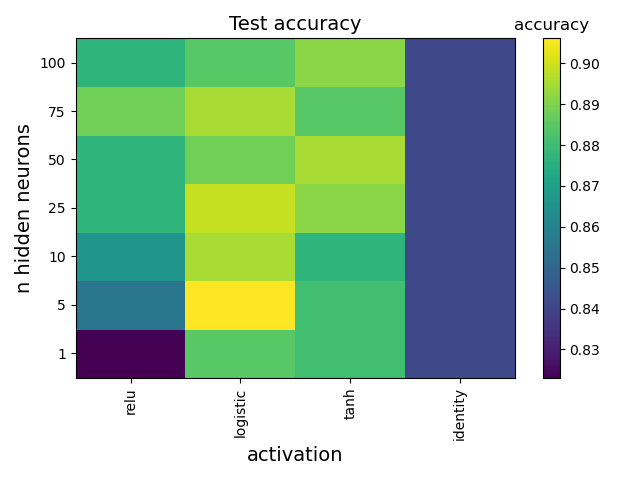 Test accuracy
accuracy
n hidden neurons
100
75
50
25
10
5
1
0.90
0.89
0.88
0.87
0.86
0.85
0.84
0.83
relu
logistic
tanh
identity
activation